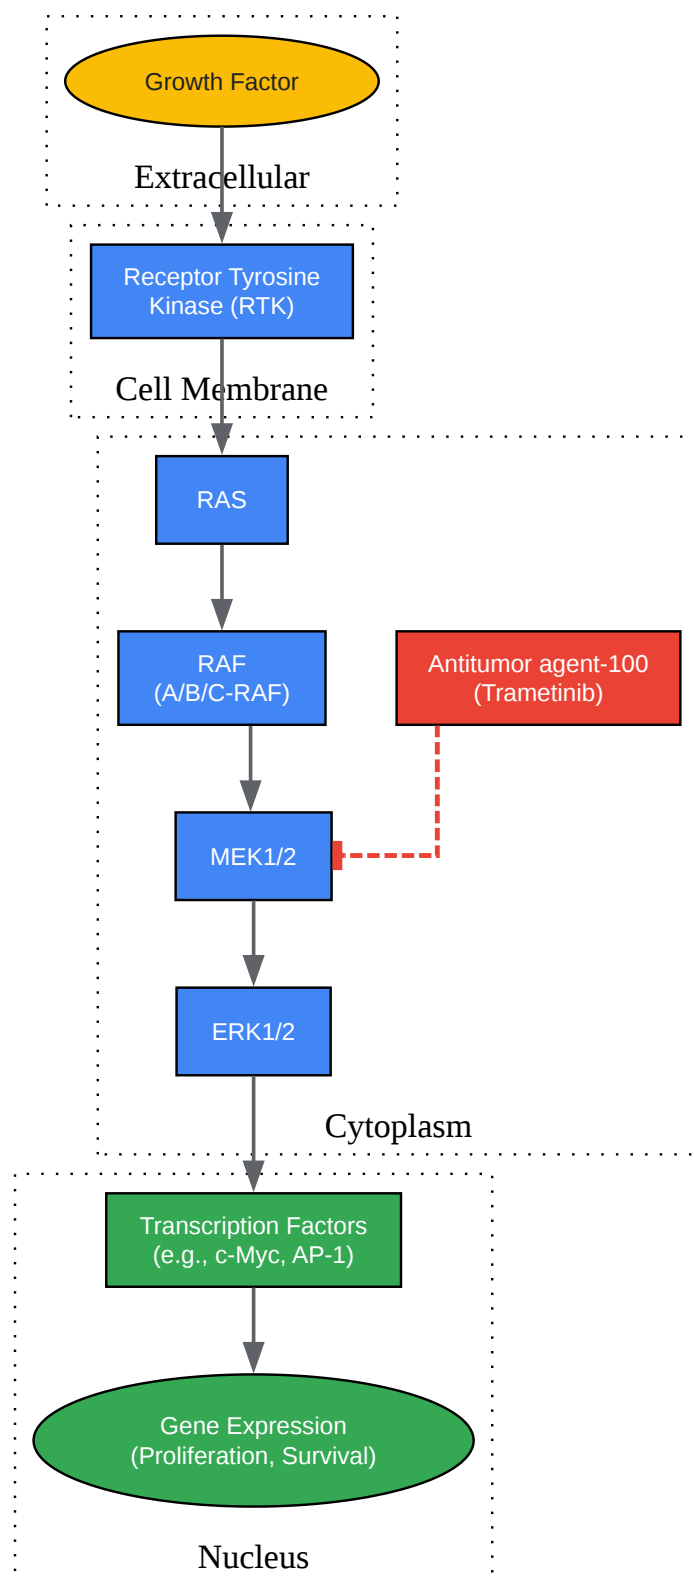 Growth Factor
Extracellular
Receptor Tyrosine
Kinase (RTK)
Cell Membrane
RAS
RAF
(A/B/C-RAF)
Antitumor agent-100
(Trametinib)
MEK1/2
ERK1/2
Cytoplasm
Transcription Factors
(e.g., c-Myc, AP-1)
Gene Expression
(Proliferation, Survival)
Nucleus